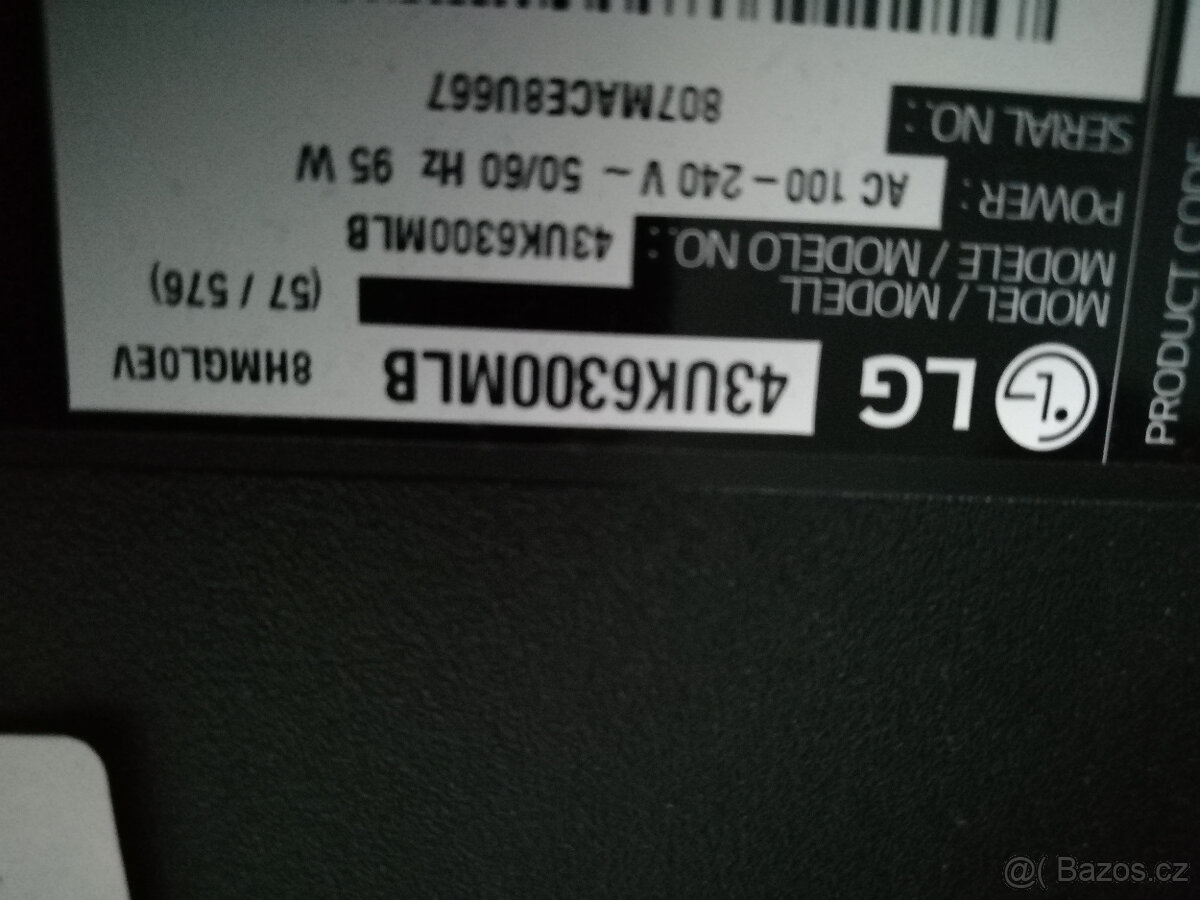 LG 43UK6300MLB 8HMGL0EV
MODEL / MODELL
(57 / 576)
MODELE / MODELO NO. : 43UK6300MLB
POWER : AC 100 – 240 V ~ 50/60 Hz 95 W
SERIAL NO. :
807MACE8U667
PRODUCT CODE
@( Bazos.cz